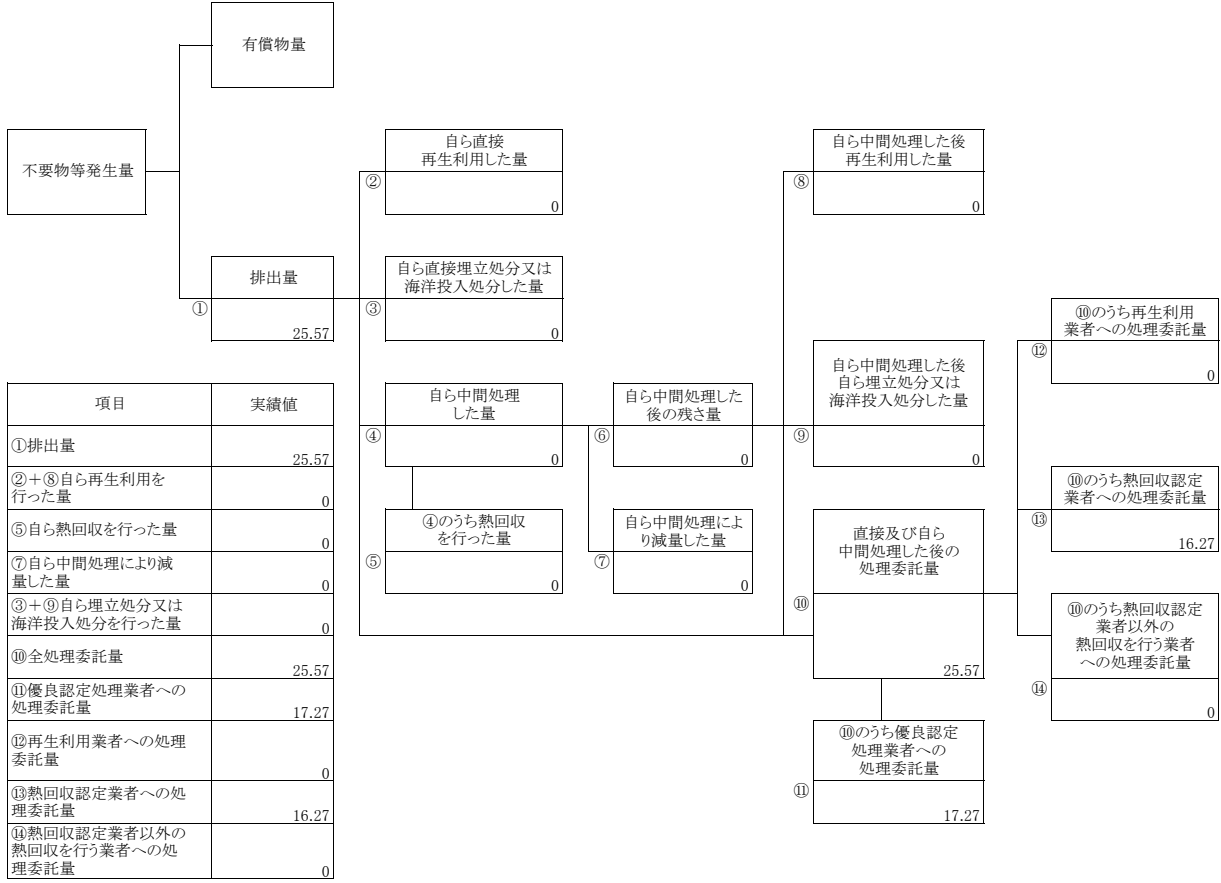 有償物量
不要物等発生量
自ら直接
再生利用した量
②
0
自ら中間処理した後
再生利用した量
⑧
0
排出量
①
25.57
自ら直接埋立処分又は
海洋投入処分した量
③
0
⑩のうち再生利用
業者への処理委託量
⑫
0
自ら中間処理
した量
④
0
自ら中間処理した
後の残さ量
⑥
0
自ら中間処理した後
自ら埋立処分又は
海洋投入処分した量
⑨
0
⑩のうち熱回収認定
業者への処理委託量
⑬
16.27
④のうち熱回収
を行った量
⑤
0
自ら中間処理によ
り減量した量
⑦
0
直接及び自ら
中間処理した後の
処理委託量
⑩
25.57
⑩のうち熱回収認定
業者以外の
熱回収を行う業者
への処理委託量
⑭
0
⑩のうち優良認定
処理業者への
処理委託量
⑪
17.27
項目 実績値
①排出量 25.57
②+⑧自ら再生利用を
行った量 0
⑤自ら熱回収を行った量 0
⑦自ら中間処理により減
量した量 0
③+⑨自ら埋立処分又は
海洋投入処分を行った量 0
⑩全処理委託量 25.57
⑪優良認定処理業者への
処理委託量 17.27
⑫再生利用業者への処理
委託量 0
⑬熱回収認定業者への処
理委託量 16.27
⑭熱回収認定業者以外の
熱回収を行う業者への処
理委託量 0